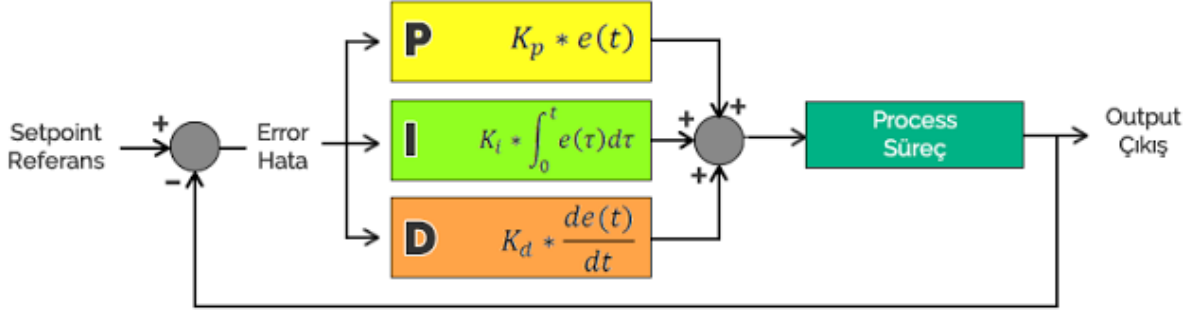 Setpoint
Referans
+
−
Error
Hata
P K_p * e(t)
I K_i * ∫_0^t e(τ)dτ
D K_d * de(t)/dt
+
+
+
Process
Süreç
Output
Çıkış